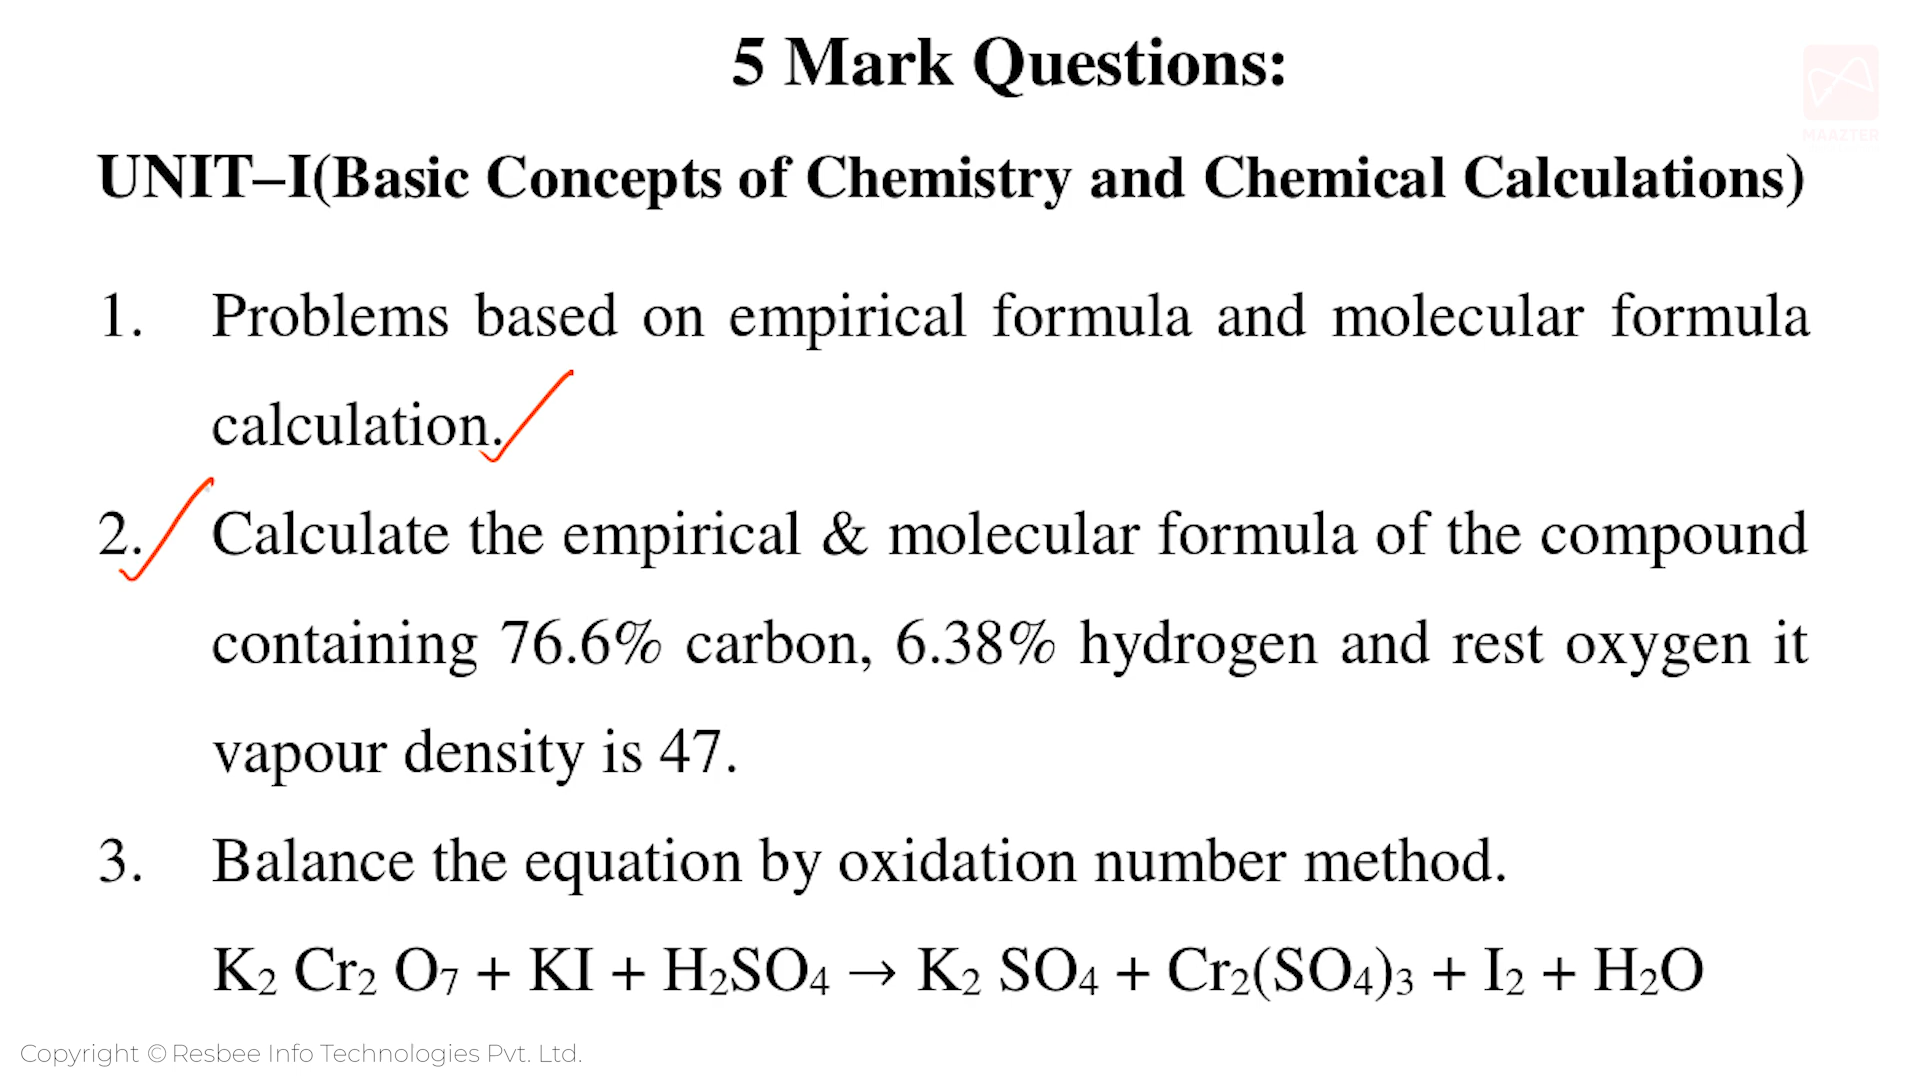 5 Mark Questions:
MAAZTER
UNIT–I(Basic Concepts of Chemistry and Chemical Calculations)
1. Problems based on empirical formula and molecular formula
calculation.
2. Calculate the empirical & molecular formula of the compound
containing 76.6% carbon, 6.38% hydrogen and rest oxygen it
vapour density is 47.
3. Balance the equation by oxidation number method.
K₂ Cr₂ O₇ + KI + H₂SO₄ → K₂ SO₄ + Cr₂(SO₄)₃ + I₂ + H₂O
Copyright © Resbee Info Technologies Pvt. Ltd.